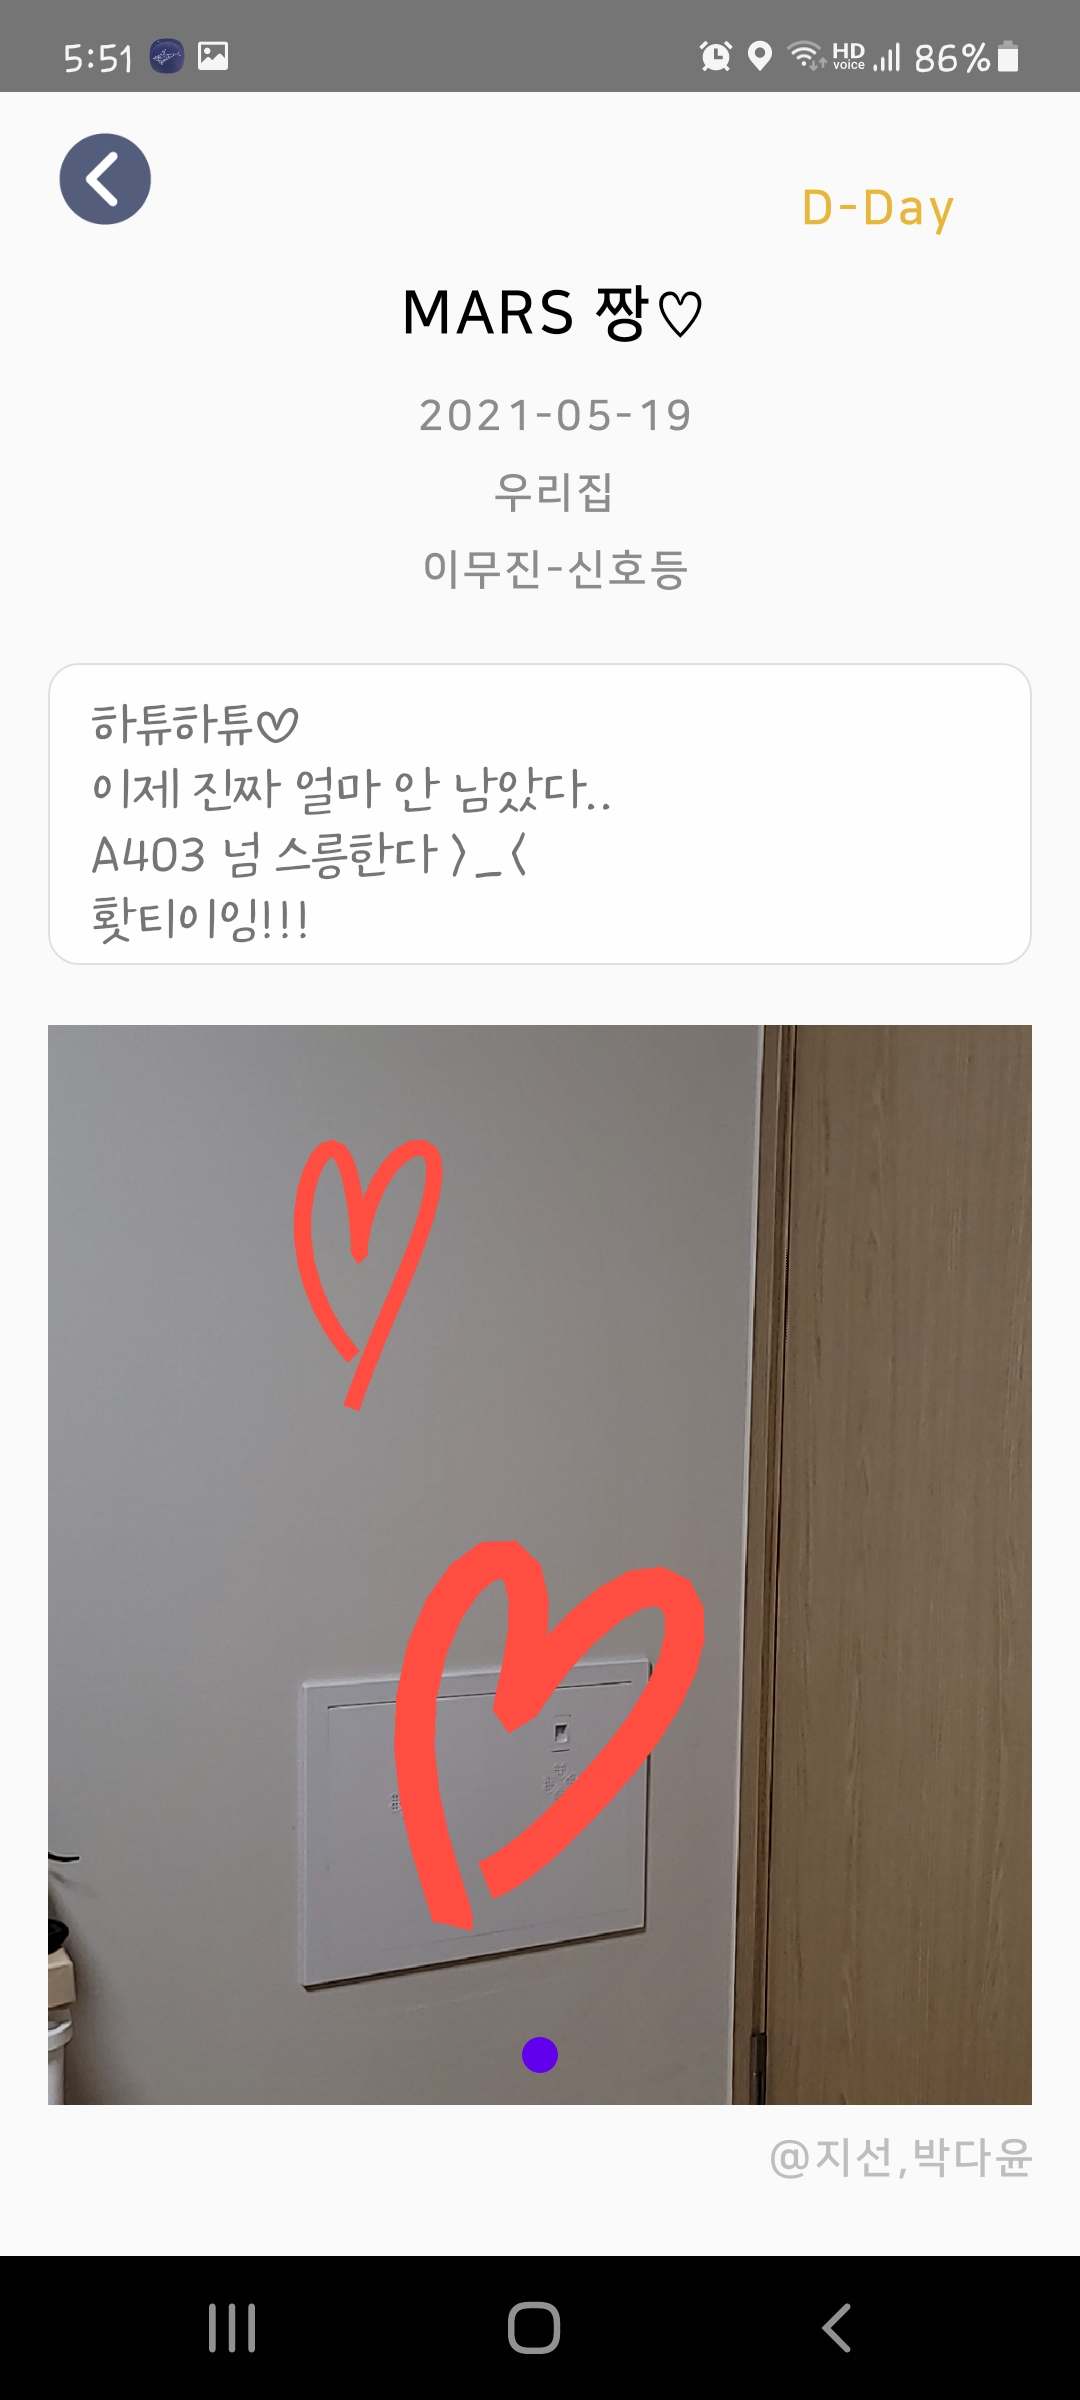 5:51 HD voice 86%
D-Day
MARS 짱♡
2021-05-19
우리집
이무진-신호등
하튜하튜♡
이제 진짜 얼마 안 남았다..
A403 넘 스릉한다 >_<
홧티이잉!!!
@지선,박다윤